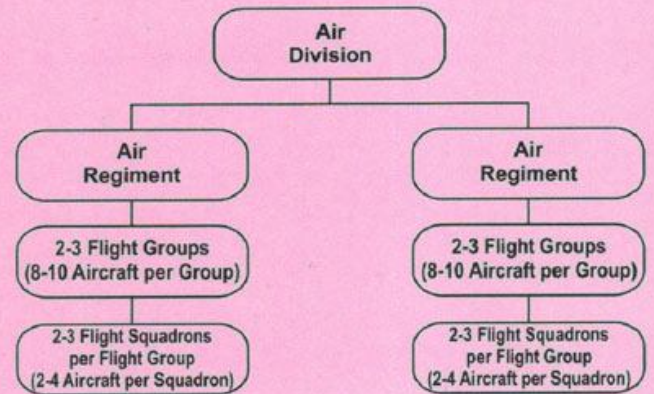 Air
Division
Air
Regiment
Air
Regiment
2-3 Flight Groups
(8-10 Aircraft per Group)
2-3 Flight Groups
(8-10 Aircraft per Group)
2-3 Flight Squadrons
per Flight Group
(2-4 Aircraft per Squadron)
2-3 Flight Squadrons
per Flight Group
(2-4 Aircraft per Squadron)